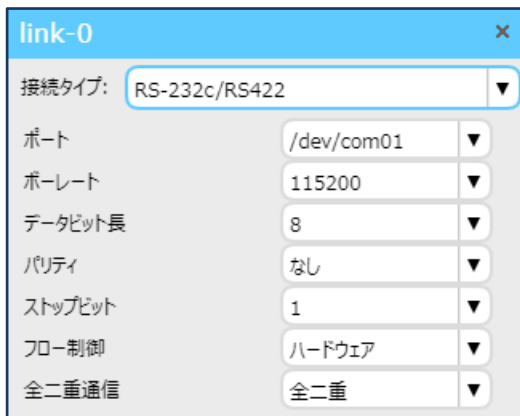 link-0 ×
接続タイプ: RS-232c/RS422 ▼
ポート /dev/com01 ▼
ボーレート 115200 ▼
データビット長 8 ▼
パリティ なし ▼
ストップビット 1 ▼
フロー制御 ハードウェア ▼
全二重通信 全二重 ▼